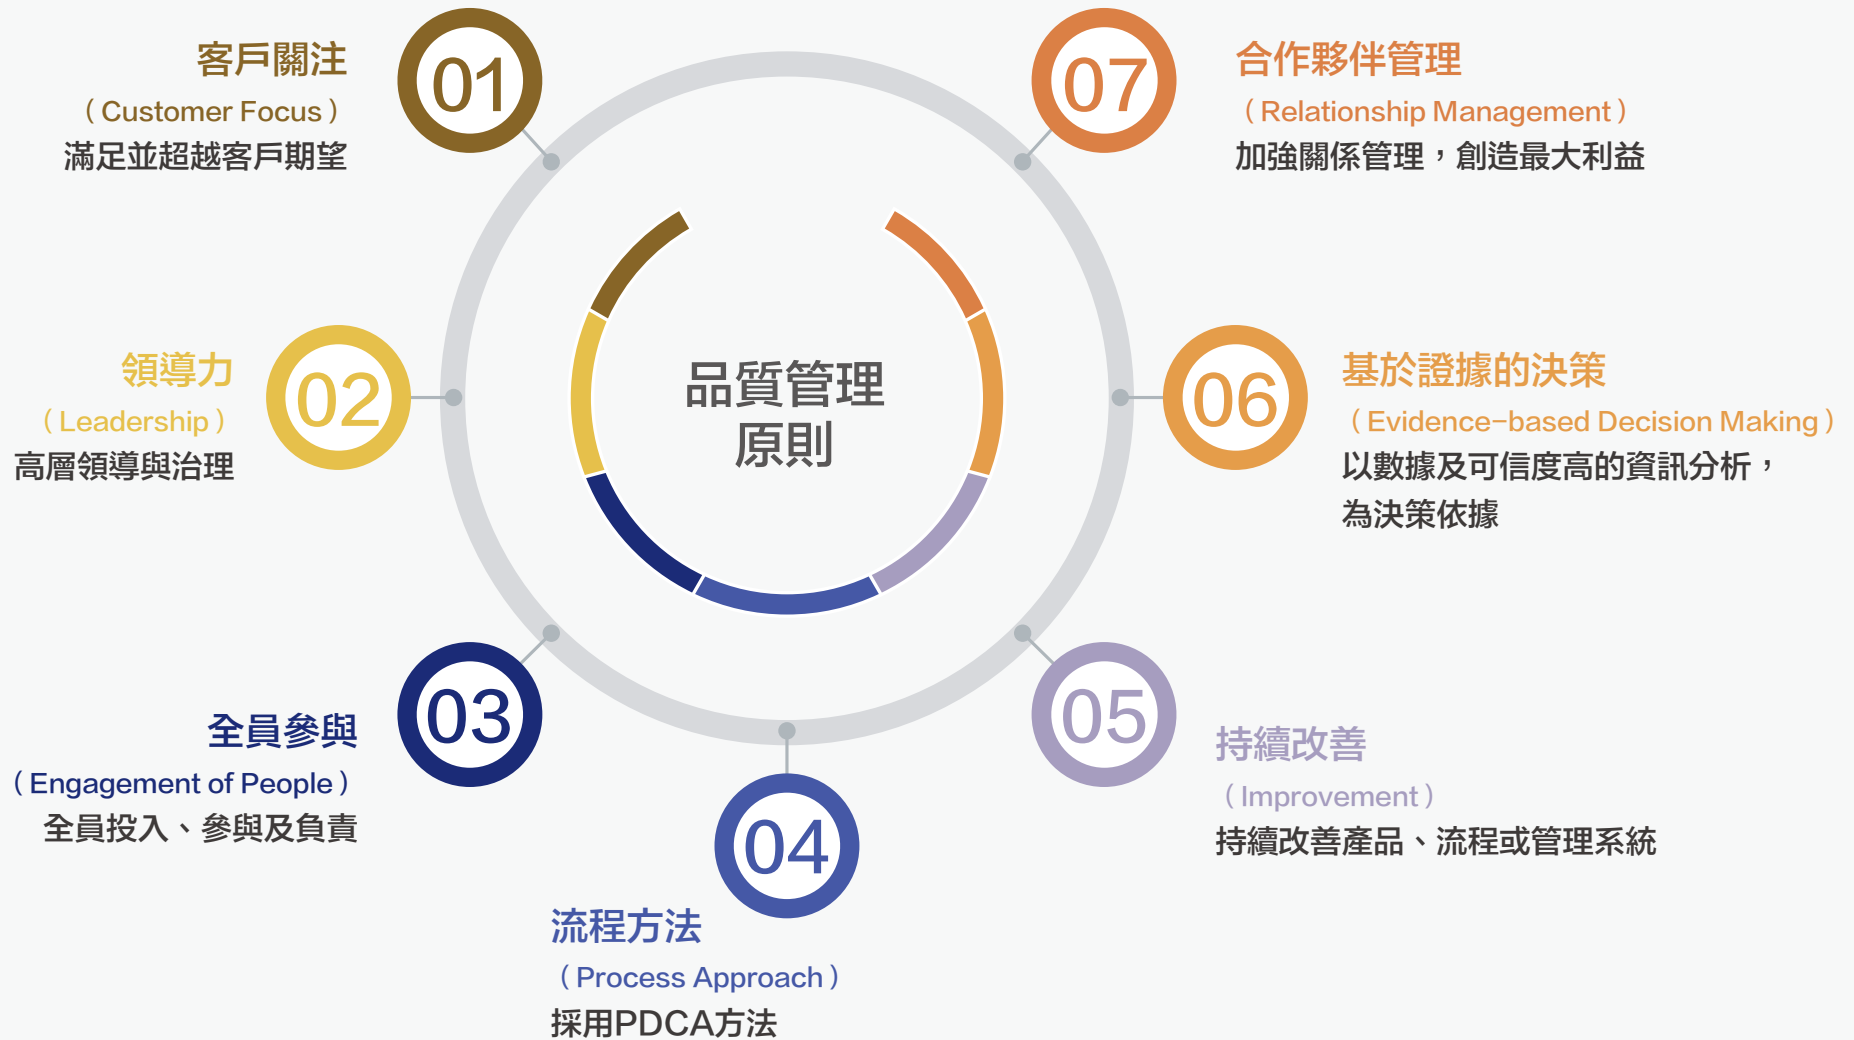 01
客戶關注
（Customer Focus）
滿足並超越客戶期望
02
領導力
（Leadership）
高層領導與治理
03
全員參與
（Engagement of People）
全員投入、參與及負責
04
流程方法
（Process Approach）
採用PDCA方法
05
持續改善
（Improvement）
持續改善產品、流程或管理系統
06
基於證據的決策
（Evidence-based Decision Making）
以數據及可信度高的資訊分析，
為決策依據
07
合作夥伴管理
（Relationship Management）
加強關係管理，創造最大利益
品質管理
原則